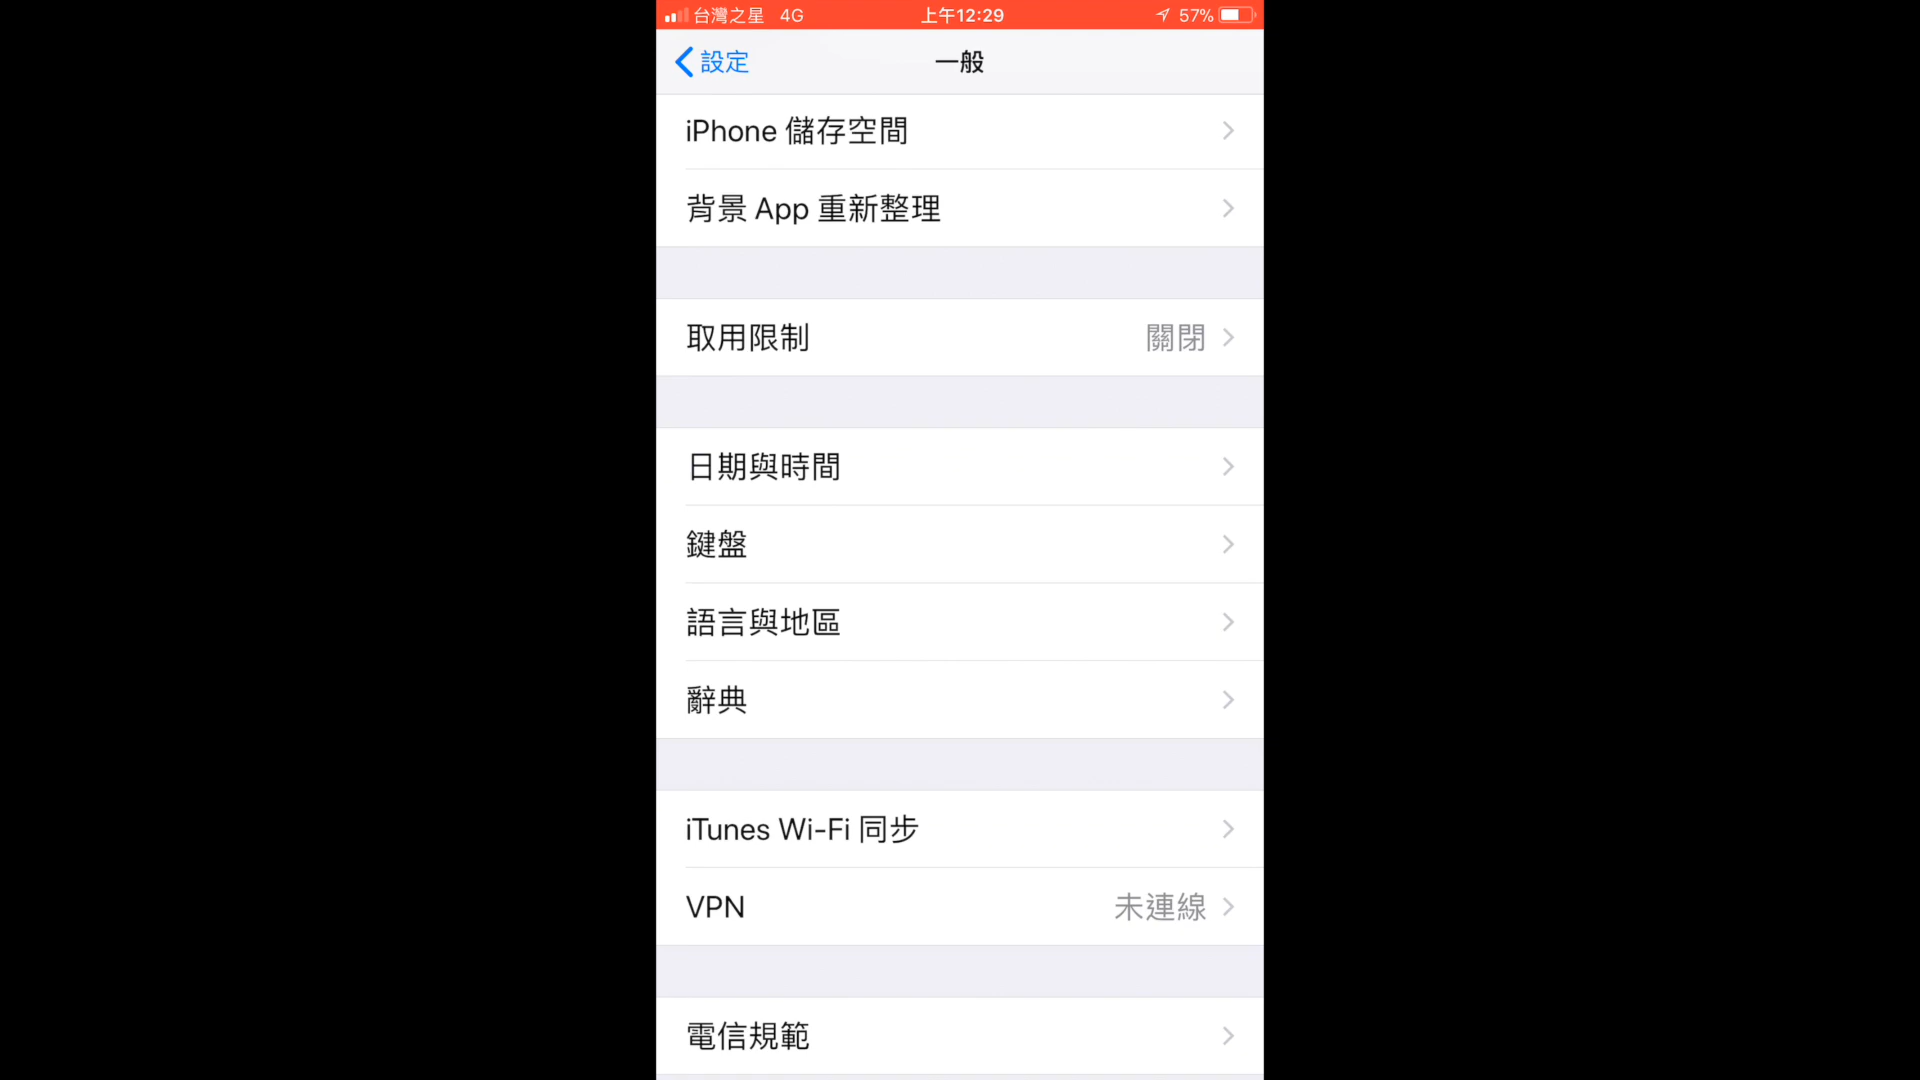 台灣之星 4G 上午12:29 57%
設定 一般
iPhone 儲存空間
背景 App 重新整理
取用限制 關閉
日期與時間
鍵盤
語言與地區
辭典
iTunes Wi-Fi 同步
VPN 未連線
電信規範